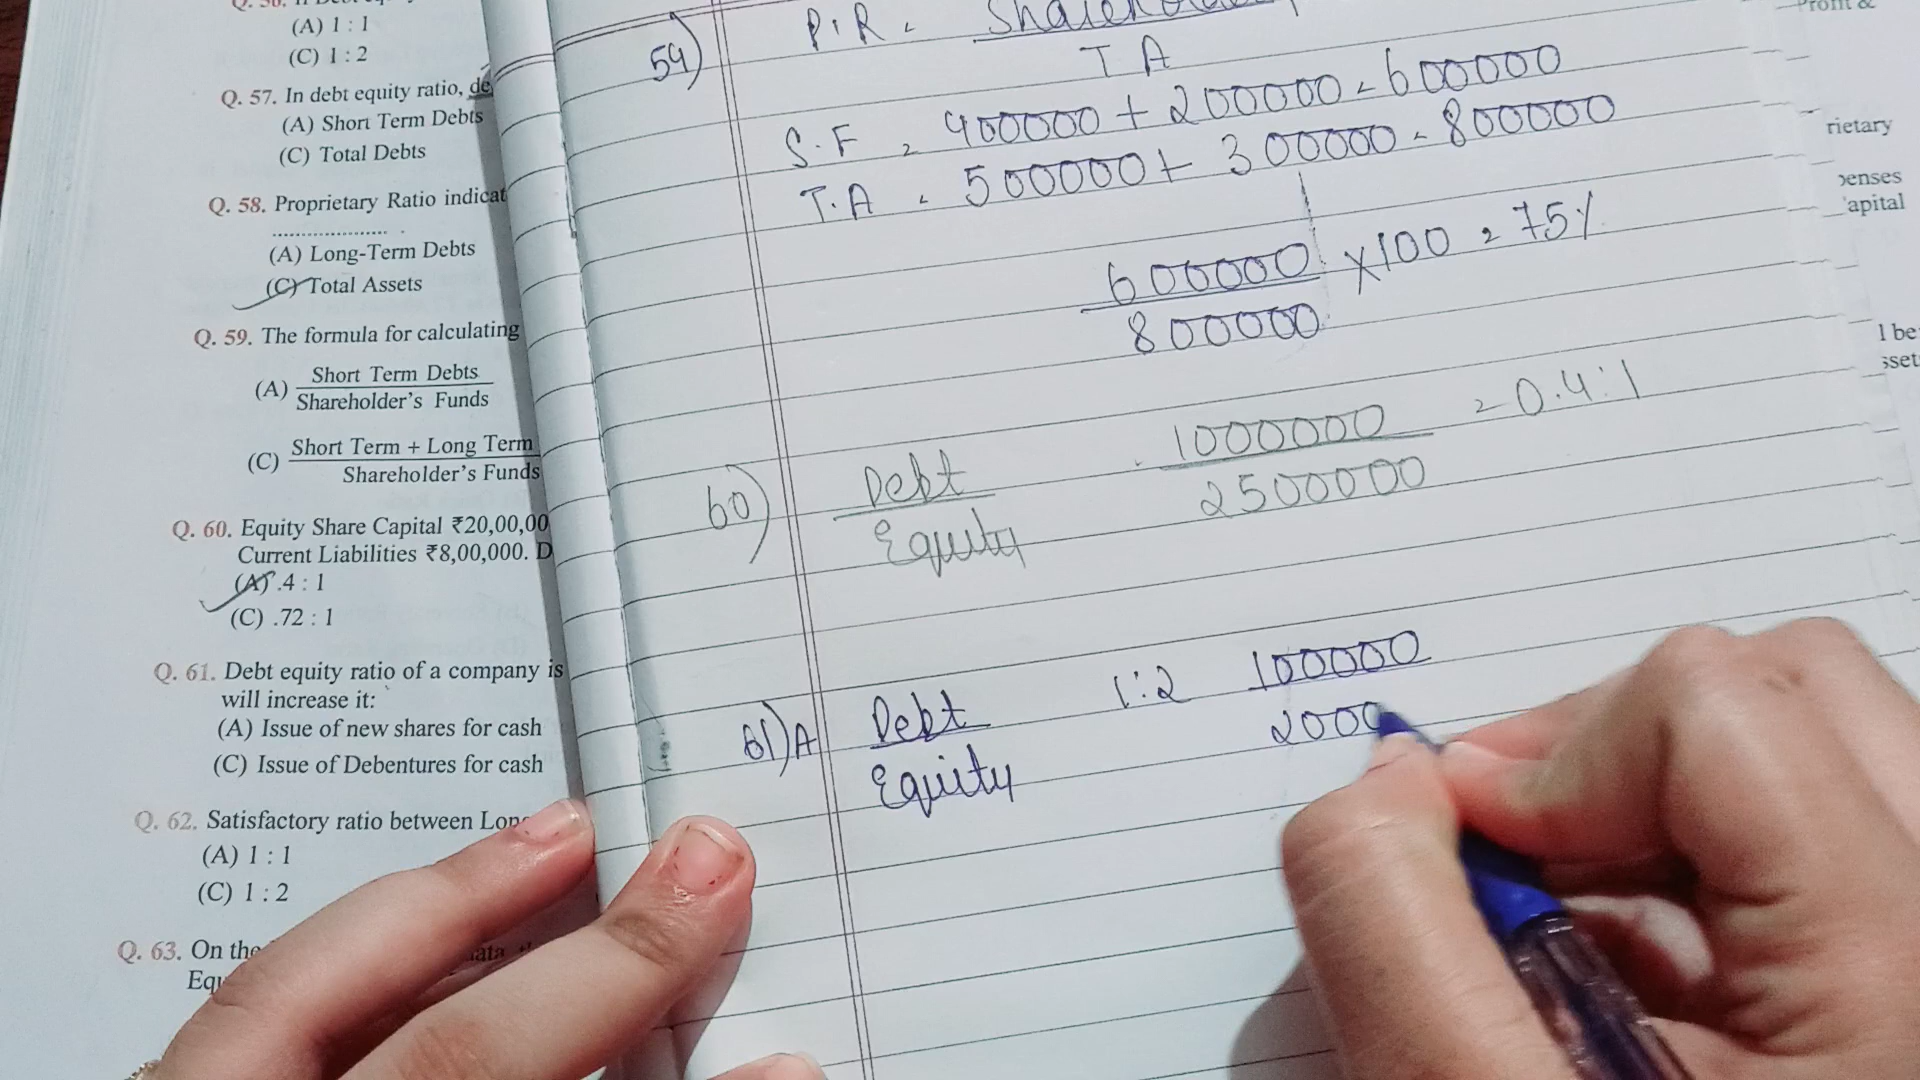 (A) 1 : 1
(C) 1 : 2
Q. 57. In debt equity ratio, de
(A) Short Term Debts
(C) Total Debts
Q. 58. Proprietary Ratio indicat
....................... .
(A) Long-Term Debts
(C) Total Assets
Q. 59. The formula for calculating
(A) Short Term Debts
Shareholder's Funds
(C) Short Term + Long Term
Shareholder's Funds
Q. 60. Equity Share Capital ₹20,00,00
Current Liabilities ₹8,00,000. D
(A) .4 : 1
(C) .72 : 1
Q. 61. Debt equity ratio of a company is
will increase it:
(A) Issue of new shares for cash
(C) Issue of Debentures for cash
Q. 62. Satisfactory ratio between Long
(A) 1 : 1
(C) 1 : 2
Q. 63. On the
Equ
59) P.R =
T A
S.F = 400000 + 200000 = 600000
T.A = 500000 + 300000 = 800000
600000 × 100 = 75%
800000
60) Debt 1000000 = 0.4:1
Equity 2500000
61) A Debt 1:2 100000
Equity 2000
Profit &
rietary
penses
apital
l be
sset